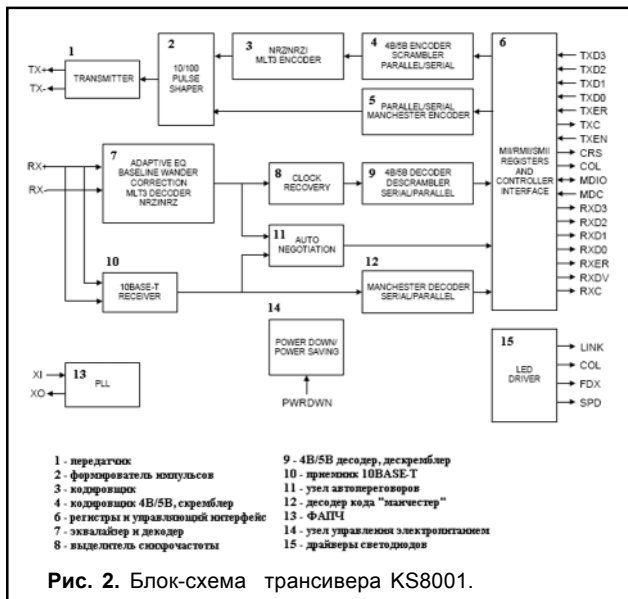 1
TX+
TX-
TRANSMITTER
2
10/100
PULSE
SHAPER
3
NRZ/NRZI
MLT3 ENCODER
4
4B/5B ENCODER
SCRAMBLER
PARALLEL/SERIAL
5
PARALLEL/SERIAL
MANCHESTER ENCODER
6
MII/RMII/SMII
REGISTERS
AND
CONTROLLER
INTERFACE
TXD3
TXD2
TXD1
TXD0
TXER
TXC
TXEN
CRS
COL
MDIO
MDC
RXD3
RXD2
RXD1
RXD0
RXER
RXDV
RXC
RX+
RX-
7
ADAPTIVE EQ
BASELINE WANDER
CORRECTION
MLT3 DECODER
NRZI/NRZ
8
CLOCK
RECOVERY
9
4B/5B DECODER
DESCRAMBLER
SERIAL/PARALLEL
10
10BASE-T
RECEIVER
11
AUTO
NEGOTIATION
12
MANCHESTER DECODER
SERIAL/PARALLEL
13
XI
XO
PLL
14
POWER DOWN/
POWER SAVING
PWRDWN
15
LED
DRIVER
LINK
COL
FDX
SPD
1 - передатчик
2 - формирователь импульсов
3 - кодировщик
4 - кодировщик 4B/5B, скремблер
6 - регистры и управляющий интерфейс
7 - эквалайзер и декодер
8 - выделитель синхрочастоты
9 - 4B/5B десодер, дескремблер
10 - приемник 10BASE-T
11 - узел автопереговоров
12 - десодер кода "манчестер"
13 - ФАПЧ
14 - узел управления электропитанием
15 - драйверы светодиодов
Рис. 2. Блок-схема трансивера KS8001.